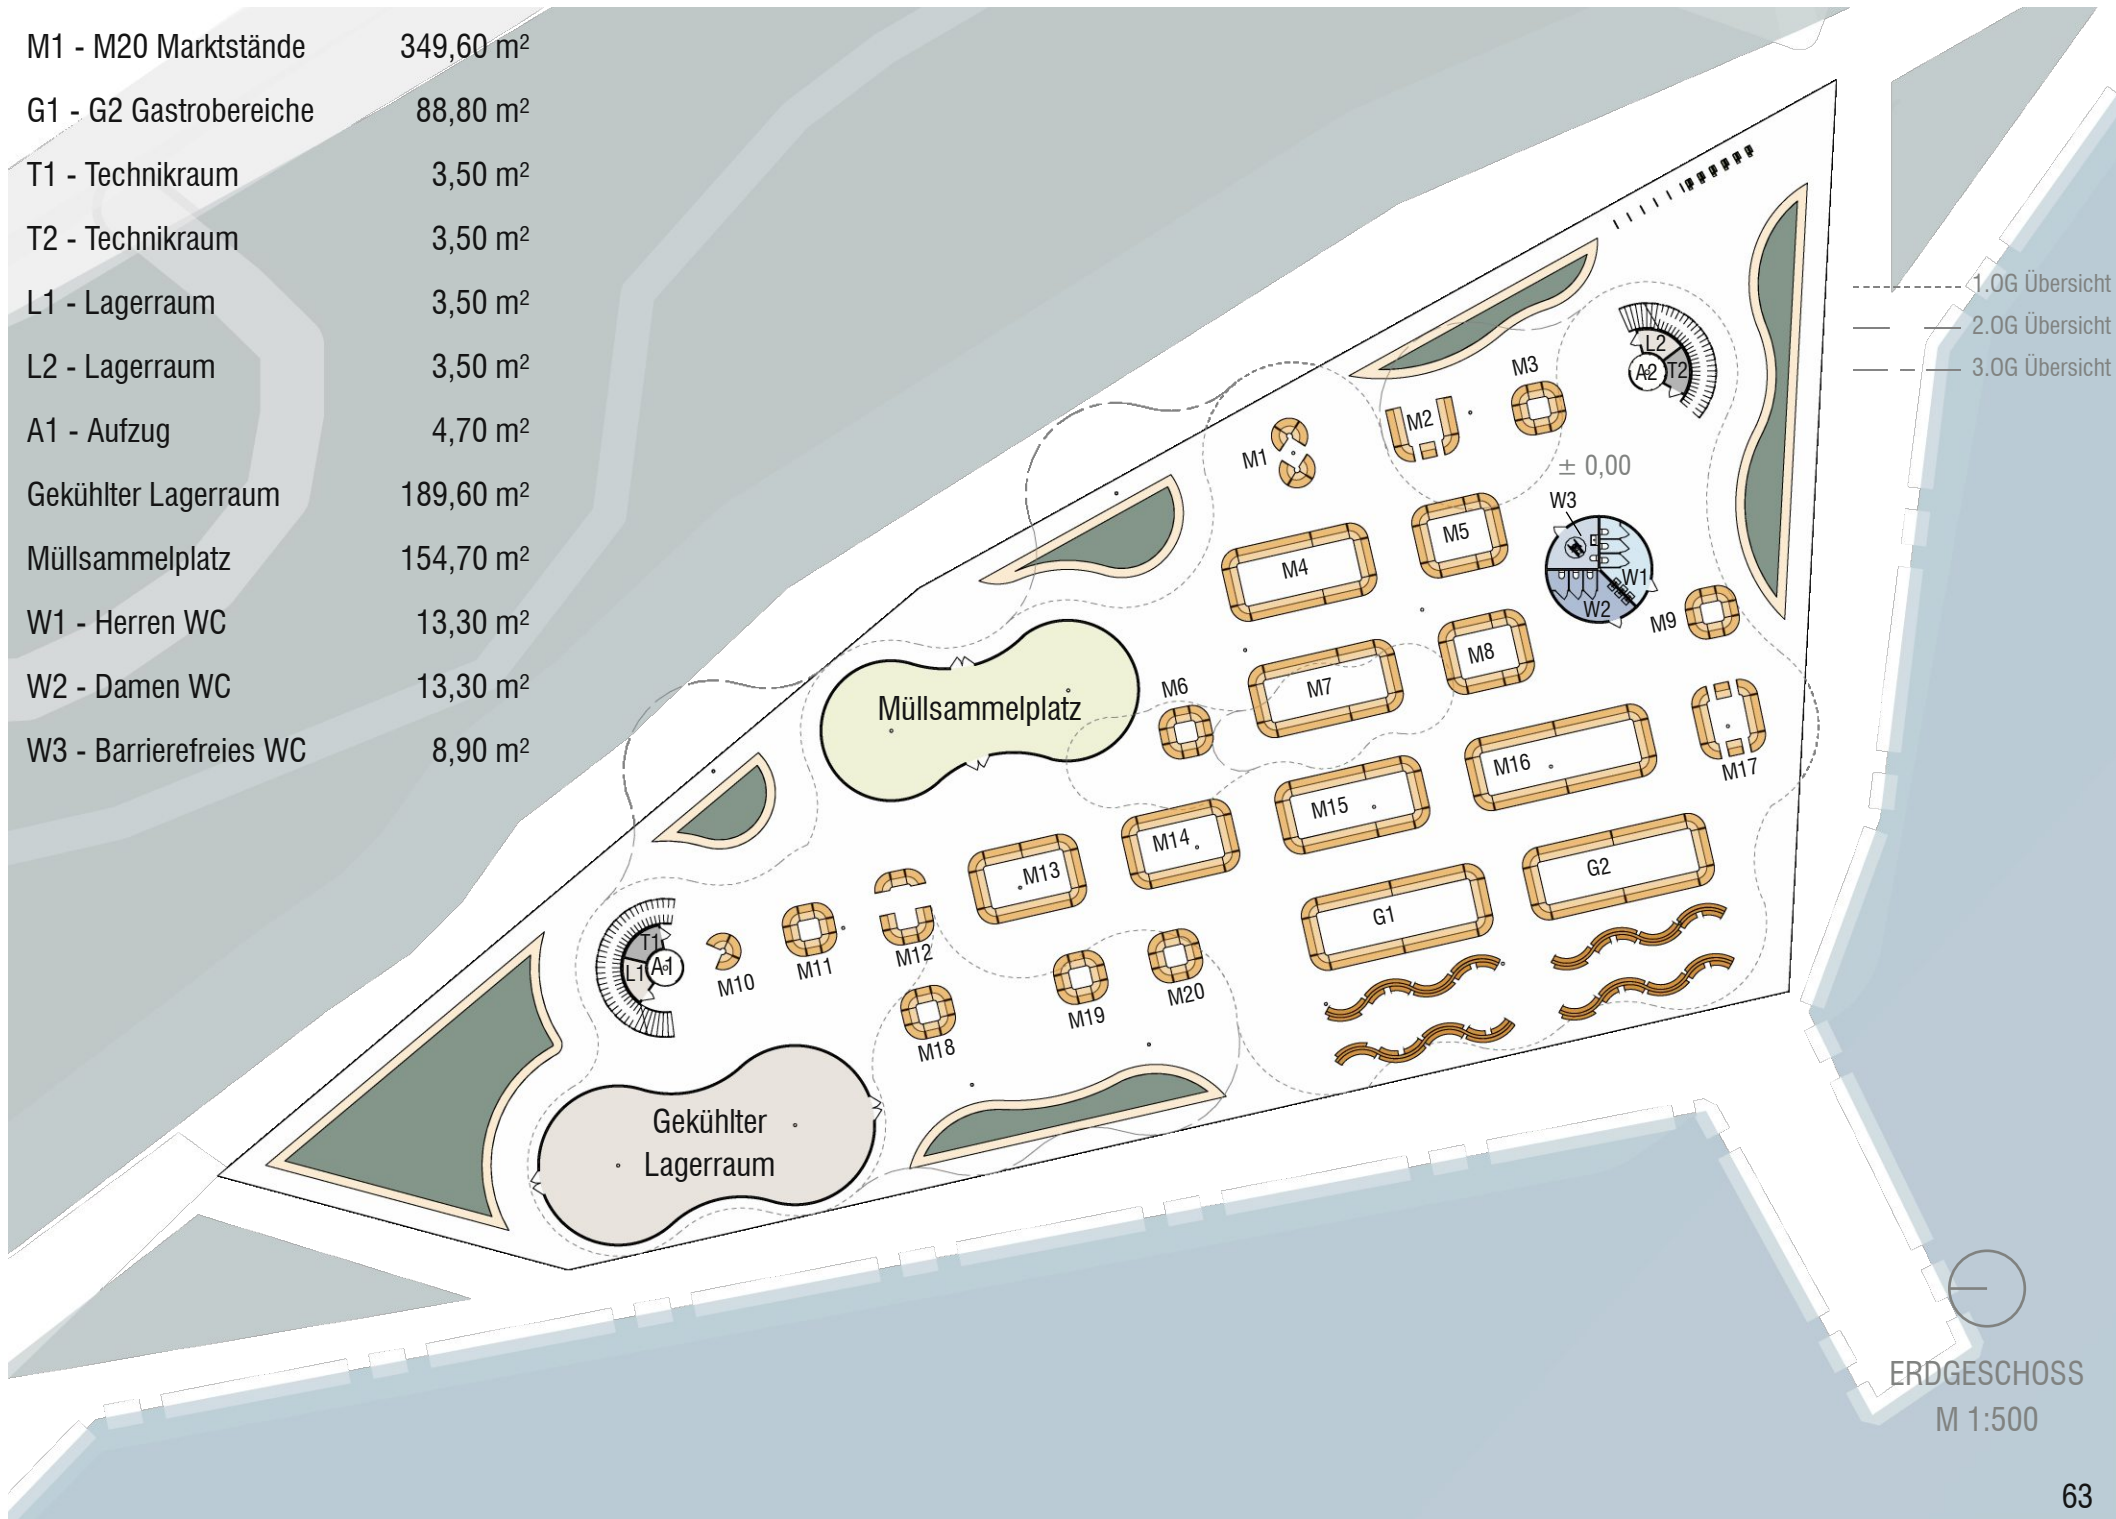 M1 - M20 Marktstände 349,60 m²
G1 - G2 Gastrobereiche 88,80 m²
T1 - Technikraum 3,50 m²
T2 - Technikraum 3,50 m²
L1 - Lagerraum 3,50 m²
L2 - Lagerraum 3,50 m²
A1 - Aufzug 4,70 m²
Gekühlter Lagerraum 189,60 m²
Müllsammelplatz 154,70 m²
W1 - Herren WC 13,30 m²
W2 - Damen WC 13,30 m²
W3 - Barrierefreies WC 8,90 m²
1.OG Übersicht
2.OG Übersicht
3.OG Übersicht
L2
A2 T2
M3
M2
M1
± 0,00
W3
M5
M4
W1
W2
M9
M8
M7
M6
Müllsammelplatz
M16
M17
M15
M14
M13
G2
G1
T1
L1 A1
M10
M11
M12
M20
M19
M18
Gekühlter
Lagerraum
ERDGESCHOSS
M 1:500
63